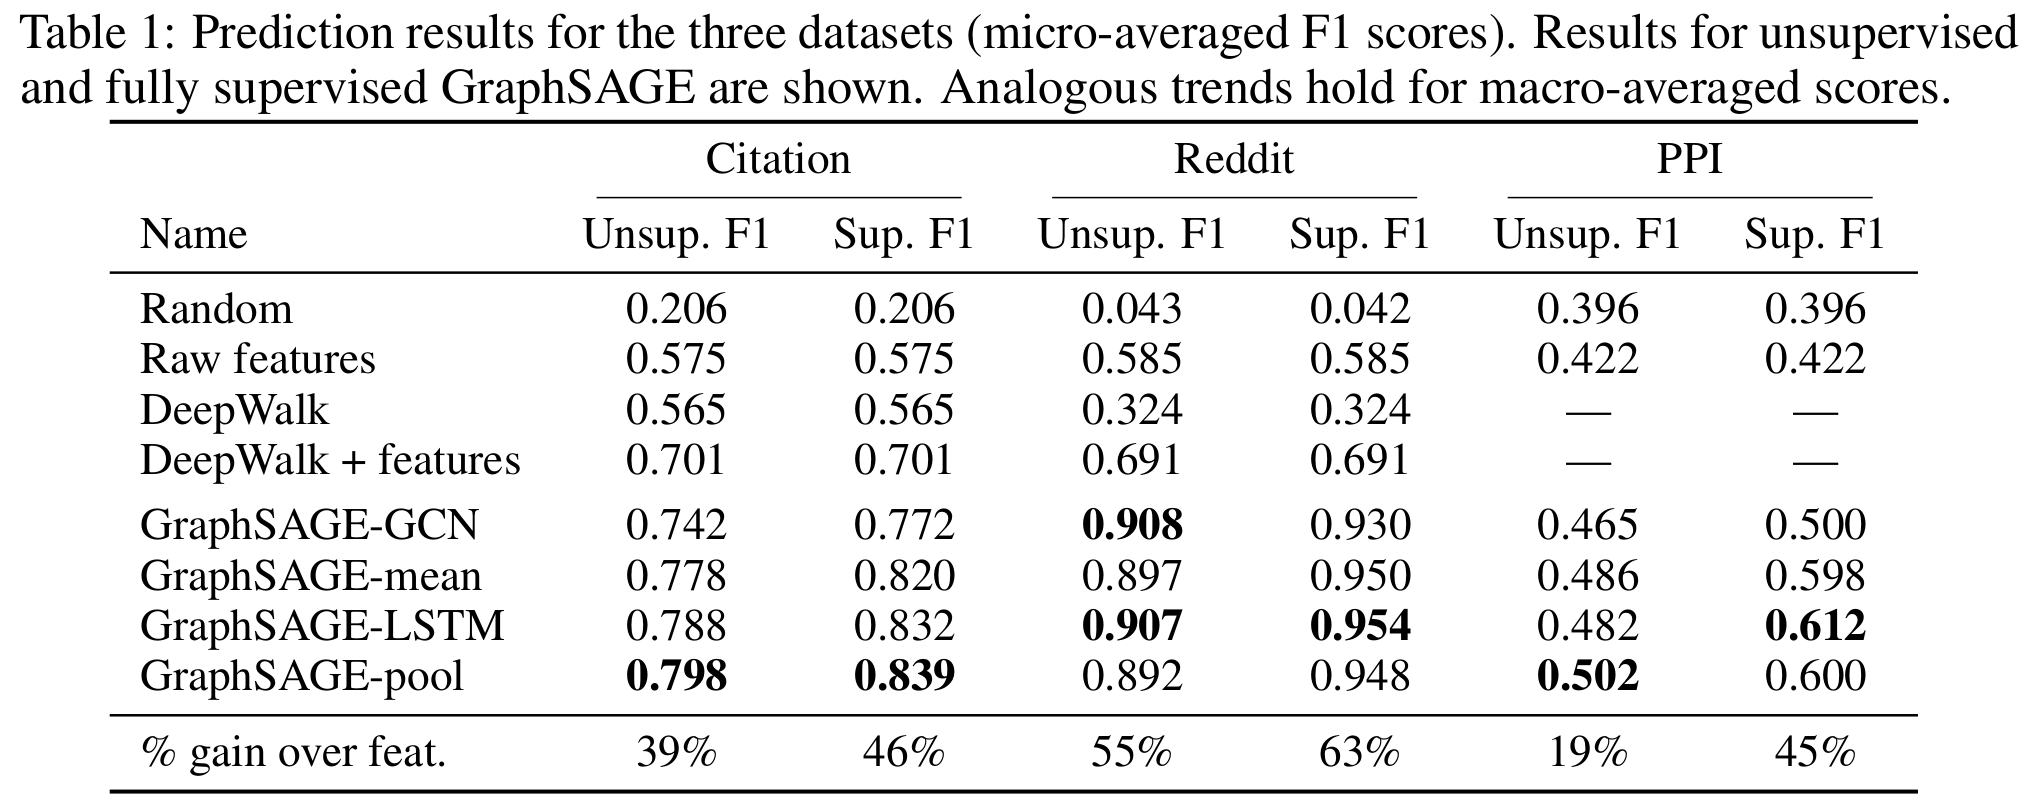 Table 1: Prediction results for the three datasets (micro-averaged F1 scores). Results for unsupervised
and fully supervised GraphSAGE are shown. Analogous trends hold for macro-averaged scores.
Citation Reddit PPI
Name Unsup. F1 Sup. F1 Unsup. F1 Sup. F1 Unsup. F1 Sup. F1
Random 0.206 0.206 0.043 0.042 0.396 0.396
Raw features 0.575 0.575 0.585 0.585 0.422 0.422
DeepWalk 0.565 0.565 0.324 0.324 — —
DeepWalk + features 0.701 0.701 0.691 0.691 — —
GraphSAGE-GCN 0.742 0.772 0.908 0.930 0.465 0.500
GraphSAGE-mean 0.778 0.820 0.897 0.950 0.486 0.598
GraphSAGE-LSTM 0.788 0.832 0.907 0.954 0.482 0.612
GraphSAGE-pool 0.798 0.839 0.892 0.948 0.502 0.600
% gain over feat. 39% 46% 55% 63% 19% 45%